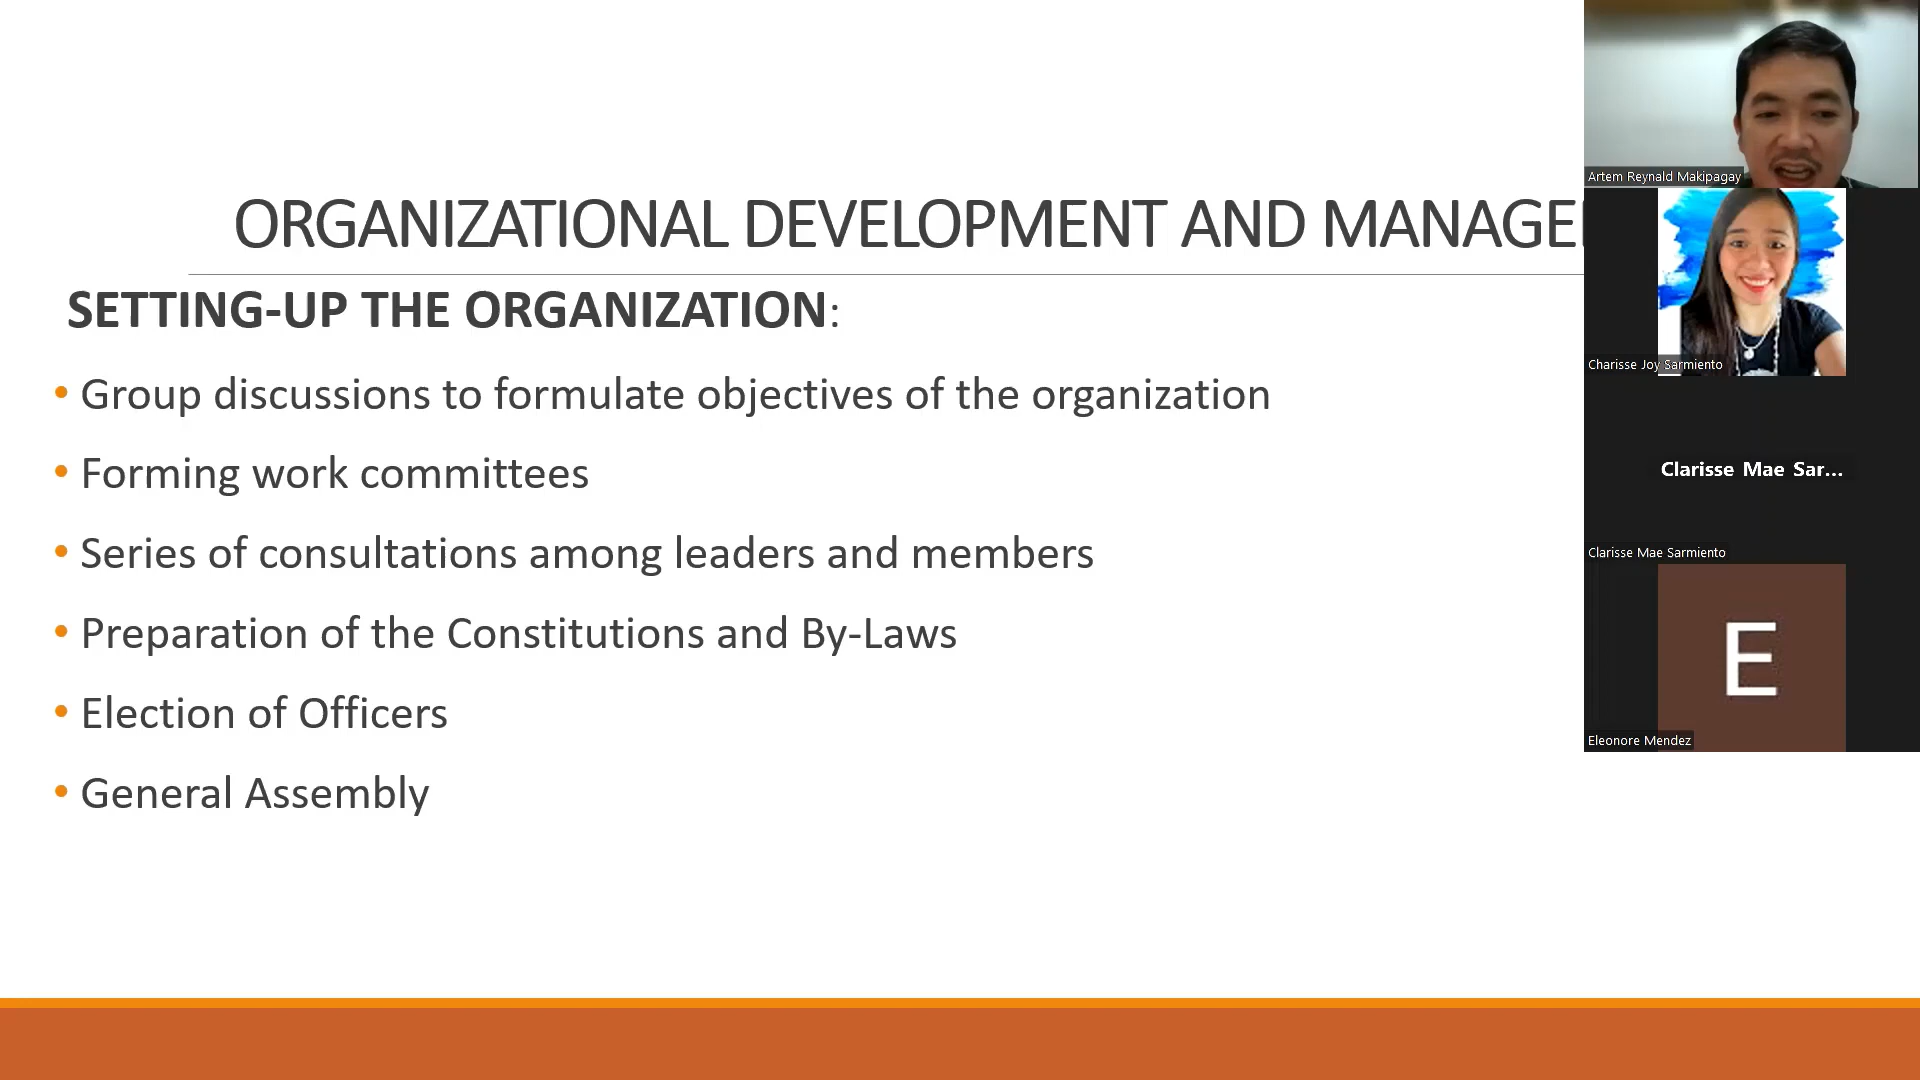 ORGANIZATIONAL DEVELOPMENT AND MANAGE
SETTING-UP THE ORGANIZATION:
• Group discussions to formulate objectives of the organization
• Forming work committees
• Series of consultations among leaders and members
• Preparation of the Constitutions and By-Laws
• Election of Officers
• General Assembly
Artem Reynald Makipagay
Charisse Joy Sarmiento
Clarisse Mae Sar...
Clarisse Mae Sarmiento
E
Eleonore Mendez